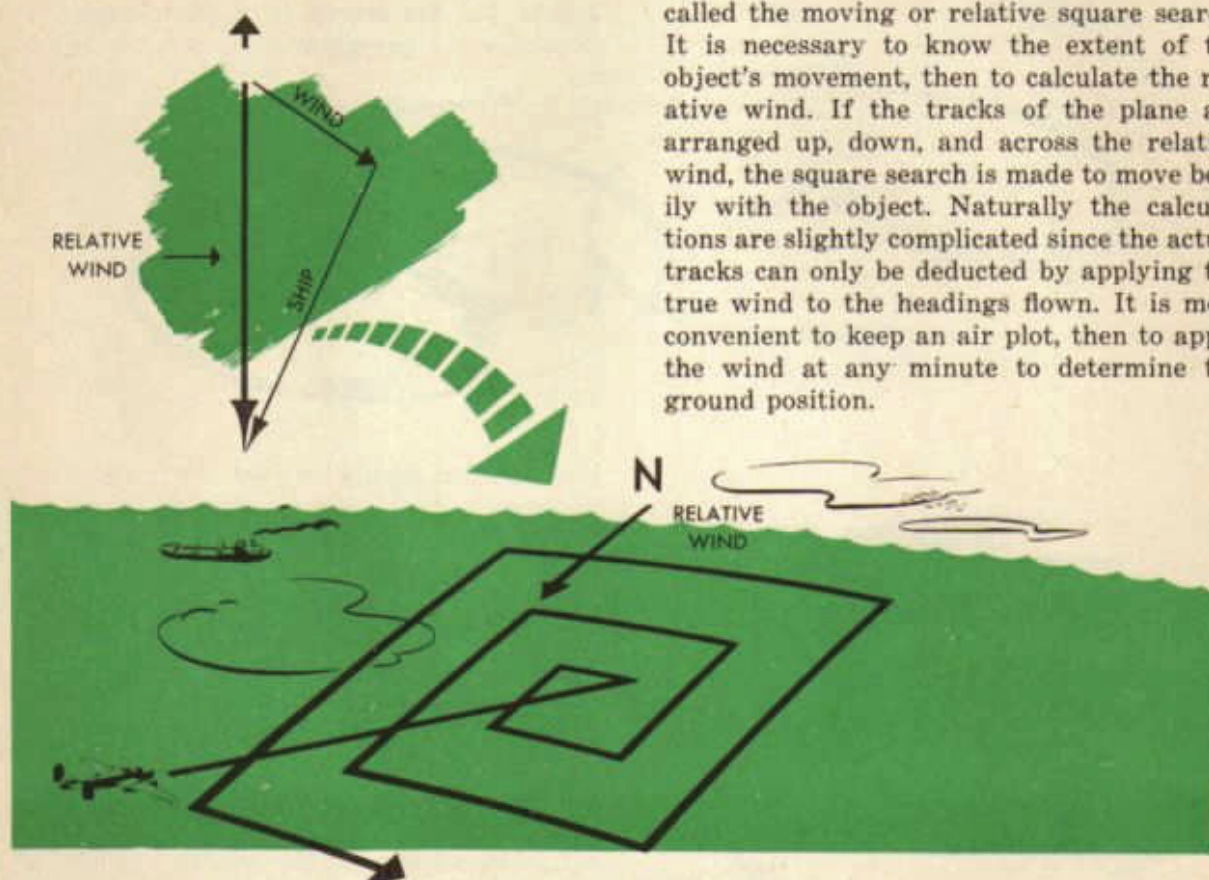 WIND
RELATIVE
WIND
SHIP
called the moving or relative square sear
It is necessary to know the extent of t
object's movement, then to calculate the r
ative wind. If the tracks of the plane a
arranged up, down, and across the relati
wind, the square search is made to move bo
ily with the object. Naturally the calcu
tions are slightly complicated since the actu
tracks can only be deducted by applying t
true wind to the headings flown. It is mo
convenient to keep an air plot, then to app
the wind at any minute to determine t
ground position.
N
RELATIVE
WIND